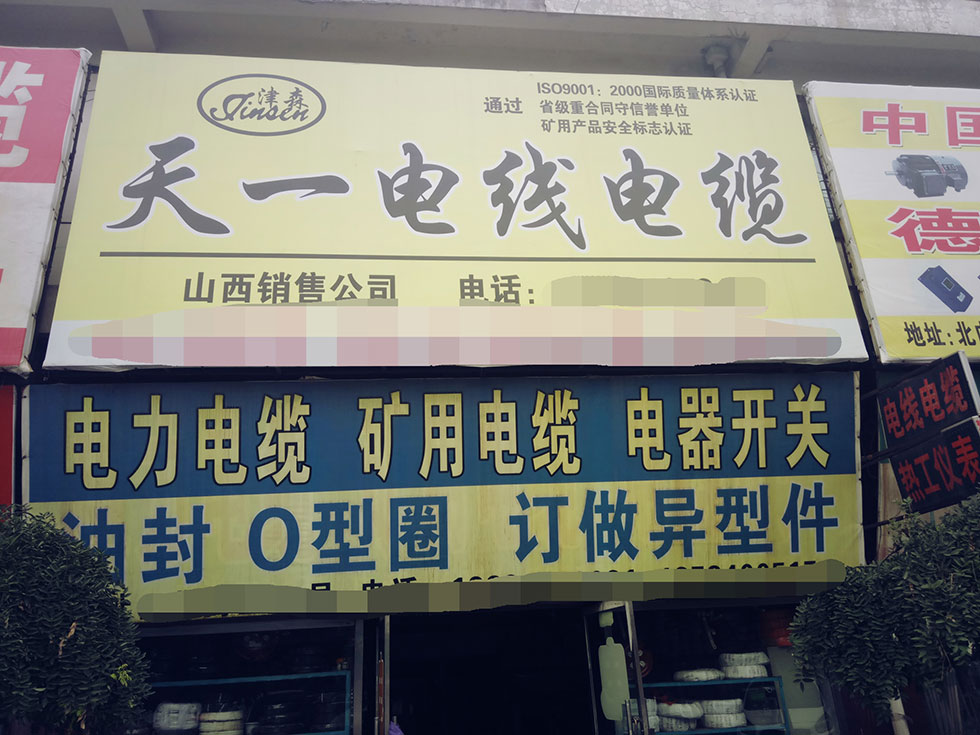 津森
Jinsen
通过
ISO9001：2000国际质量体系认证
省级重合同守信誉单位
矿用产品安全标志认证
天一电线电缆
山西销售公司 电话：
电力电缆 矿用电缆 电器开关
油封 O型圈 订做异型件
缆
中国
德
地址：北
电线电缆
热工仪表